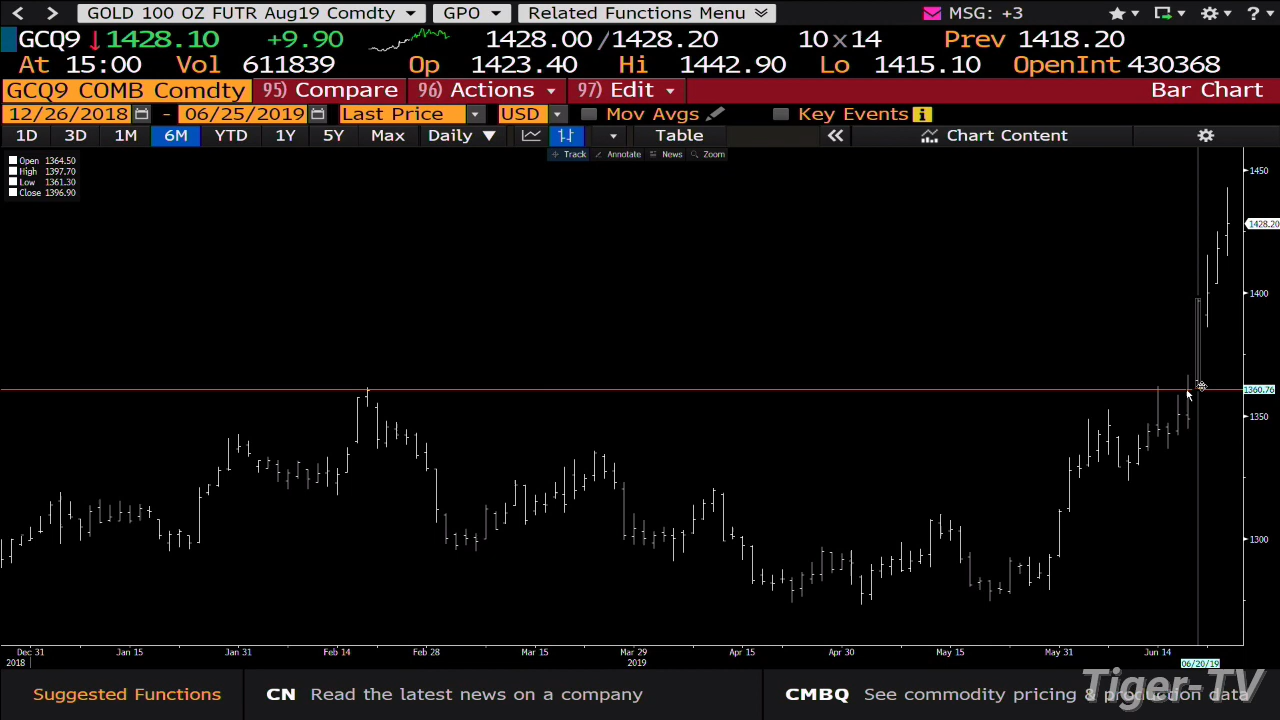 GOLD 100 OZ FUTR Aug19 Comdty GPO Related Functions Menu MSG: +3 ?
GCQ9 ↓1428.10 +9.90 1428.00/1428.20 10x14 Prev 1418.20
At 15:00 Vol 611839 Op 1423.40 Hi 1442.90 Lo 1415.10 OpenInt 430368
GCQ9 COMB Comdty 95) Compare 96) Actions 97) Edit Bar Chart
12/26/2018 - 06/25/2019 Last Price USD Mov Avgs Key Events i
1D 3D 1M 6M YTD 1Y 5Y Max Daily ▼ Table « Chart Content
Track Annotate News Zoom
Open 1364.50
High 1397.70
Low 1361.30
Close 1396.90
1450
1428.20
1400
1360.76
1350
1300
Dec 31 Jan 15 Jan 31 Feb 14 Feb 28 Mar 15 Mar 29 Apr 15 Apr 30 May 15 May 31 Jun 14
2018 2019 06/20/19
Suggested Functions CN Read the latest news on a company CMBQ See commodity pricing & production data
Tiger-TV